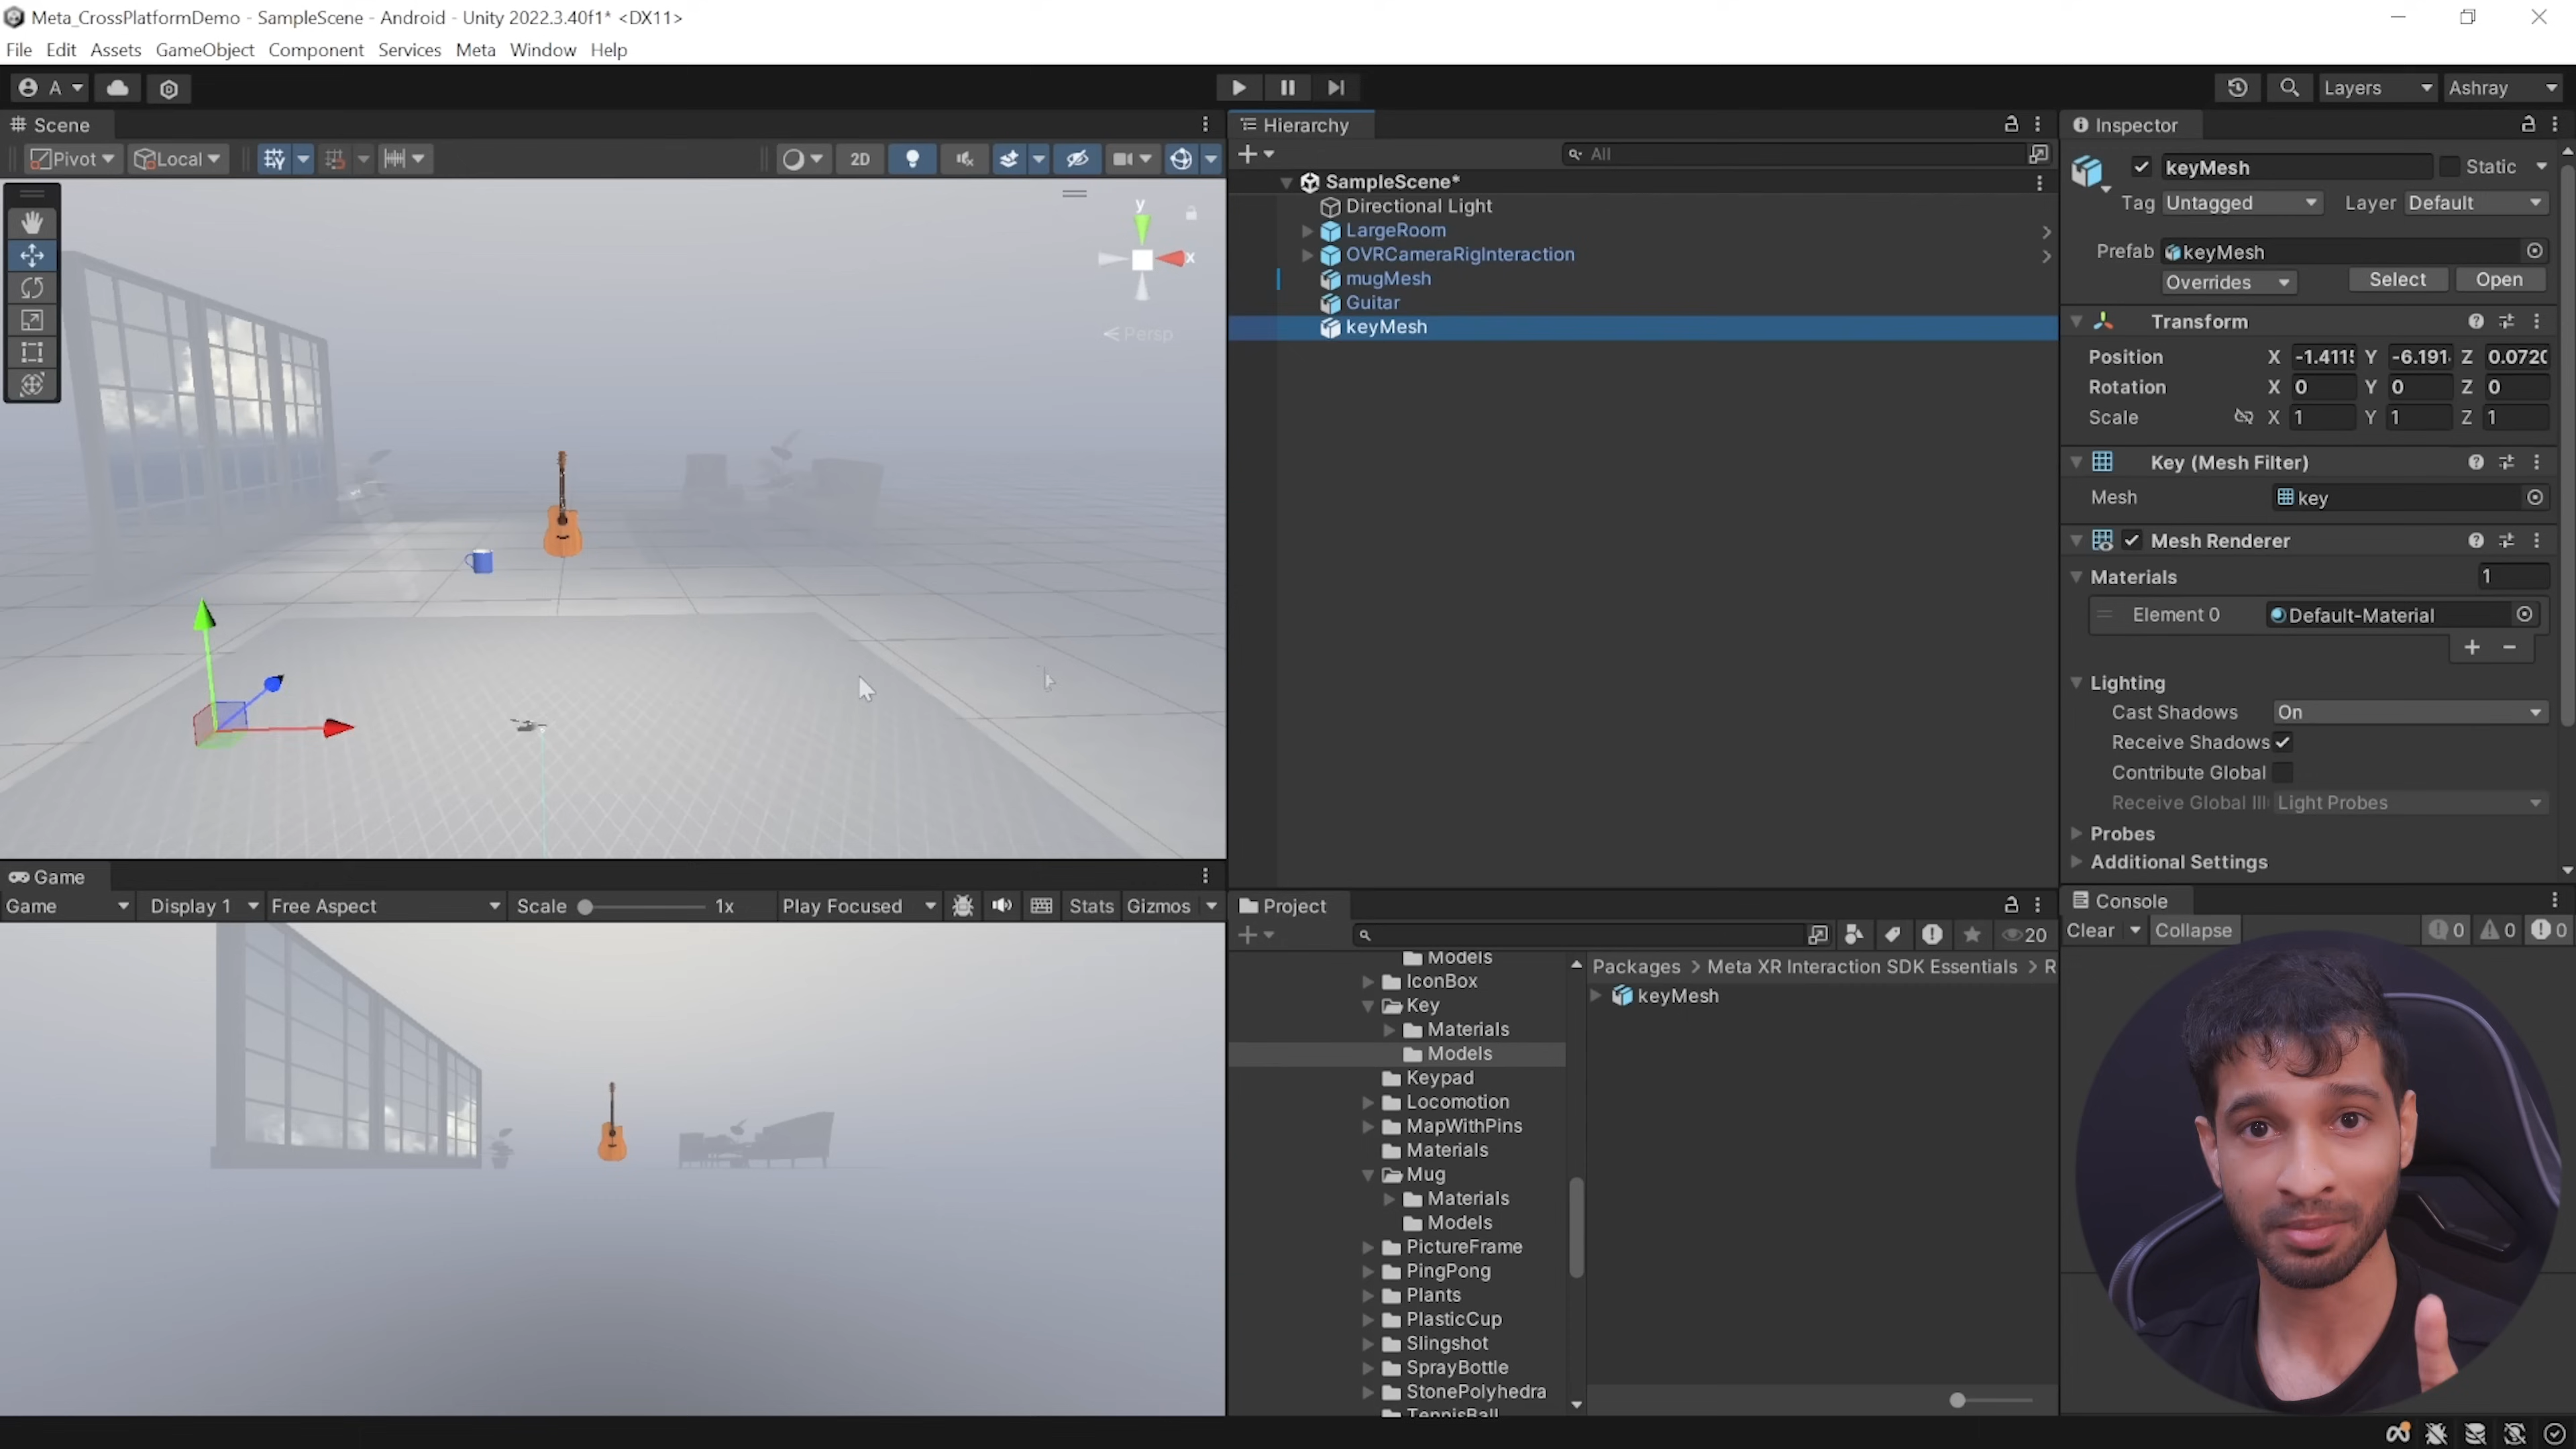 Meta_CrossPlatformDemo - SampleScene - Android - Unity 2022.3.40f1* <DX11>
File Edit Assets GameObject Component Services Meta Window Help
A Layers Ashray
Scene
Pivot Local 2D
y
x
Persp
Hierarchy
All
SampleScene*
Directional Light
LargeRoom
OVRCameraRigInteraction
mugMesh
Guitar
keyMesh
Inspector
keyMesh Static
Tag Untagged Layer Default
Prefab keyMesh
Overrides Select Open
Transform
Position X -1.411 Y -6.191 Z 0.072
Rotation X 0 Y 0 Z 0
Scale X 1 Y 1 Z 1
Key (Mesh Filter)
Mesh key
Mesh Renderer
Materials 1
Element 0 Default-Material
+ −
Lighting
Cast Shadows On
Receive Shadows
Contribute Global
Receive Global Ill Light Probes
Probes
Additional Settings
Game
Game Display 1 Free Aspect Scale 1x Play Focused Stats Gizmos
Project
20
Models
IconBox
Key
Materials
Models
Keypad
Locomotion
MapWithPins
Materials
Mug
Materials
Models
PictureFrame
PingPong
Plants
PlasticCup
Slingshot
SprayBottle
StonePolyhedra
TennisBall
Packages > Meta XR Interaction SDK Essentials > R
keyMesh
Console
Clear Collapse 0 0 0